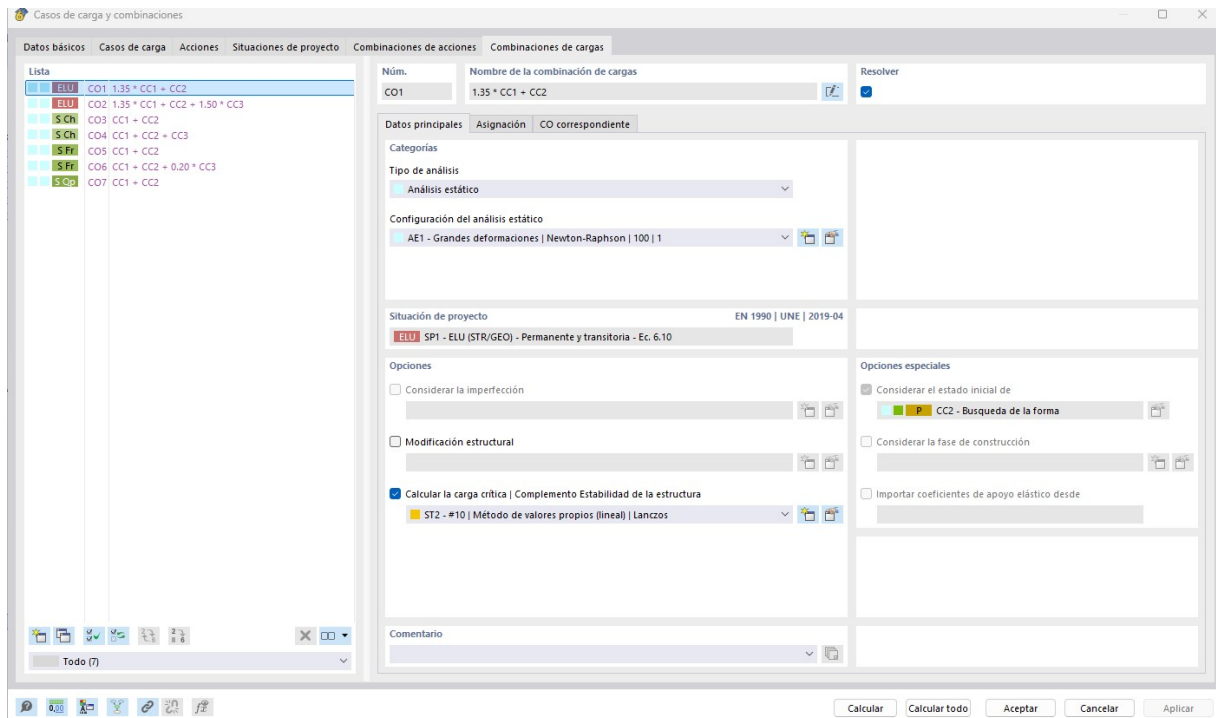 Casos de carga y combinaciones
Datos básicos Casos de carga Acciones Situaciones de proyecto Combinaciones de acciones Combinaciones de cargas
Lista
ELU CO1 1.35 * CC1 + CC2
ELU CO2 1.35 * CC1 + CC2 + 1.50 * CC3
S Ch CO3 CC1 + CC2
S Ch CO4 CC1 + CC2 + CC3
S Fr CO5 CC1 + CC2
S Fr CO6 CC1 + CC2 + 0.20 * CC3
S Qp CO7 CC1 + CC2
Todo (7)
Núm.
CO1
Nombre de la combinación de cargas
1.35 * CC1 + CC2
Resolver
Datos principales Asignación CO correspondiente
Categorías
Tipo de análisis
Análisis estático
Configuración del análisis estático
AE1 - Grandes deformaciones | Newton-Raphson | 100 | 1
Situación de proyecto EN 1990 | UNE | 2019-04
ELU SP1 - ELU (STR/GEO) - Permanente y transitoria - Ec. 6.10
Opciones
Considerar la imperfección
Modificación estructural
Calcular la carga crítica | Complemento Estabilidad de la estructura
ST2 - #10 | Método de valores propios (lineal) | Lanczos
Opciones especiales
Considerar el estado inicial de
P CC2 - Busqueda de la forma
Considerar la fase de construcción
Importar coeficientes de apoyo elástico desde
Comentario
Calcular Calcular todo Aceptar Cancelar Aplicar